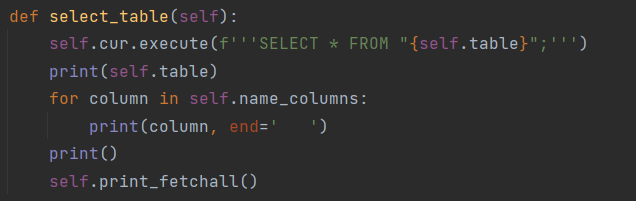 def select_table(self):
    self.cur.execute(f'''SELECT * FROM "{self.table}";''')
    print(self.table)
    for column in self.name_columns:
        print(column, end='   ')
    print()
    self.print_fetchall()